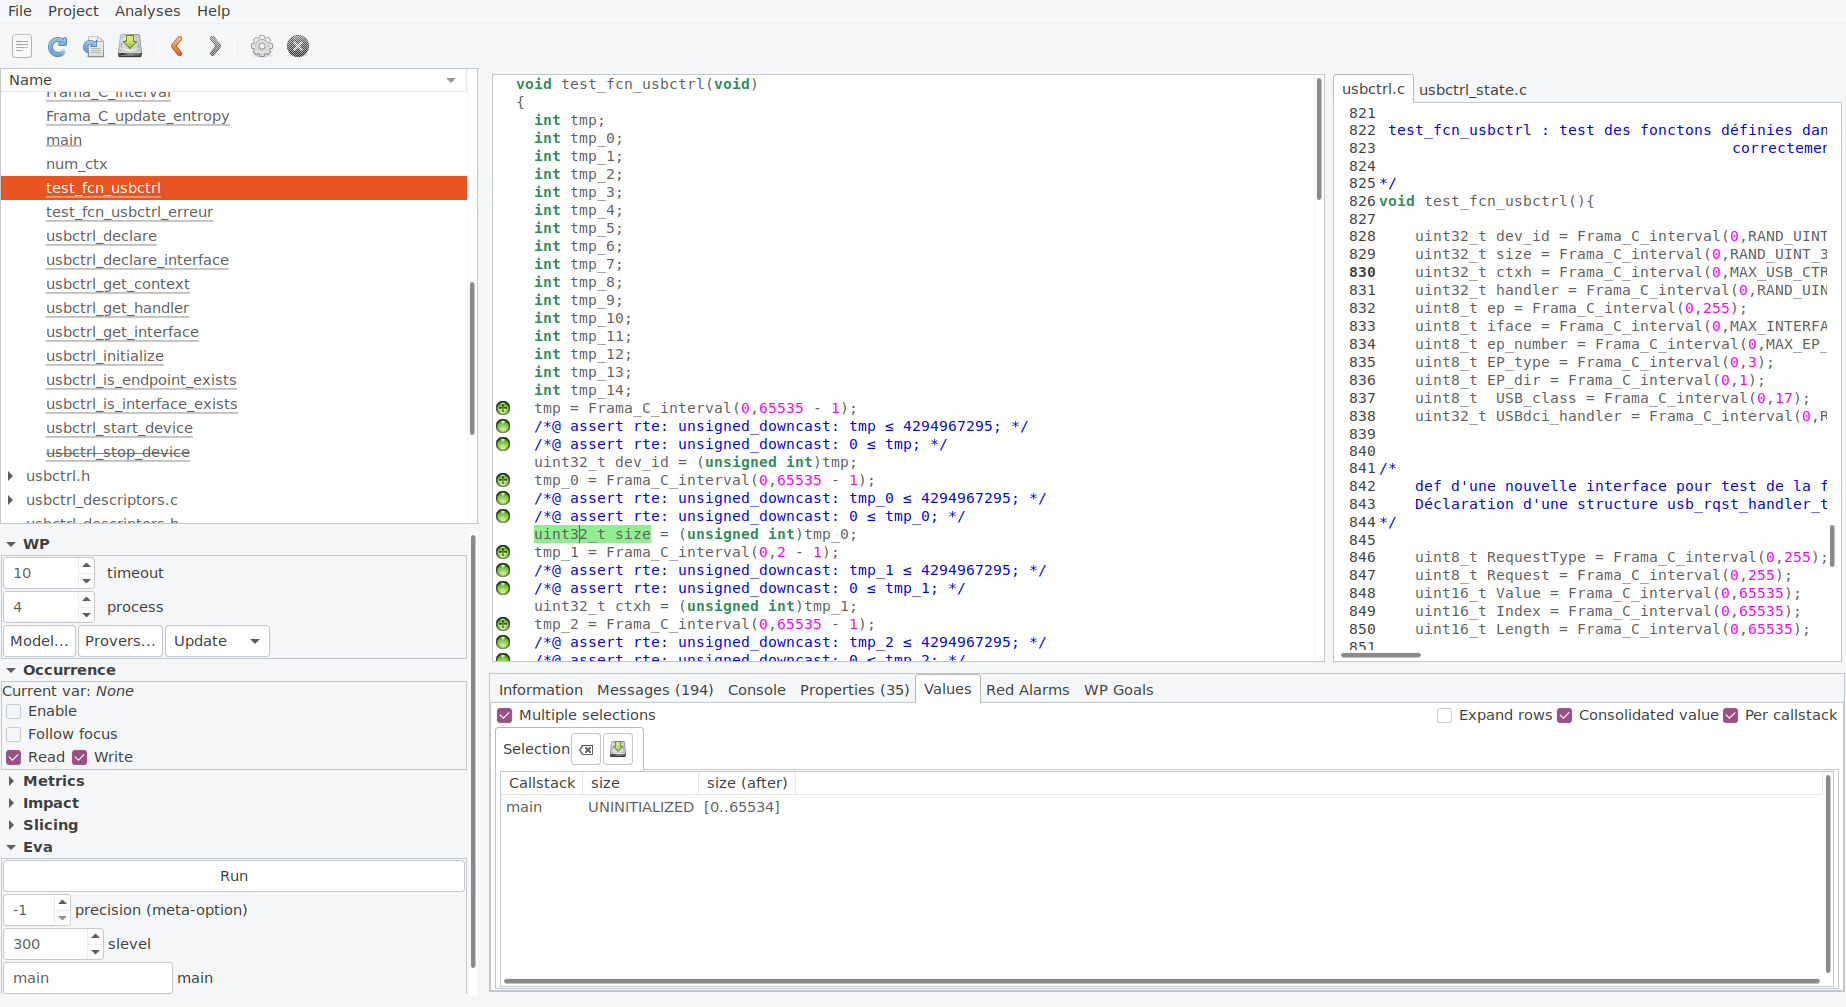 File Project Analyses Help
Name
Frama_C_interval
Frama_C_update_entropy
main
num_ctx
test_fcn_usbctrl
test_fcn_usbctrl_erreur
usbctrl_declare
usbctrl_declare_interface
usbctrl_get_context
usbctrl_get_handler
usbctrl_get_interface
usbctrl_initialize
usbctrl_is_endpoint_exists
usbctrl_is_interface_exists
usbctrl_start_device
usbctrl_stop_device
usbctrl.h
usbctrl_descriptors.c
usbctrl_descriptors.h
WP
10 timeout
4 process
Model... Provers... Update
Occurrence
Current var: None
Enable
Follow focus
Read Write
Metrics
Impact
Slicing
Eva
Run
-1 precision (meta-option)
300 slevel
main main
void test_fcn_usbctrl(void)
{
int tmp;
int tmp_0;
int tmp_1;
int tmp_2;
int tmp_3;
int tmp_4;
int tmp_5;
int tmp_6;
int tmp_7;
int tmp_8;
int tmp_9;
int tmp_10;
int tmp_11;
int tmp_12;
int tmp_13;
int tmp_14;
tmp = Frama_C_interval(0,65535 - 1);
/*@ assert rte: unsigned_downcast: tmp ≤ 4294967295; */
/*@ assert rte: unsigned_downcast: 0 ≤ tmp; */
uint32_t dev_id = (unsigned int)tmp;
tmp_0 = Frama_C_interval(0,65535 - 1);
/*@ assert rte: unsigned_downcast: tmp_0 ≤ 4294967295; */
/*@ assert rte: unsigned_downcast: 0 ≤ tmp_0; */
uint32_t size = (unsigned int)tmp_0;
tmp_1 = Frama_C_interval(0,2 - 1);
/*@ assert rte: unsigned_downcast: tmp_1 ≤ 4294967295; */
/*@ assert rte: unsigned_downcast: 0 ≤ tmp_1; */
uint32_t ctxh = (unsigned int)tmp_1;
tmp_2 = Frama_C_interval(0,65535 - 1);
/*@ assert rte: unsigned_downcast: tmp_2 ≤ 4294967295; */
/*@ assert rte: unsigned_downcast: 0 ≤ tmp_2; */
usbctrl.c usbctrl_state.c
821
822 test_fcn_usbctrl : test des fonctons définies dan
823 correctemen
824
825 */
826 void test_fcn_usbctrl(){
827
828 uint32_t dev_id = Frama_C_interval(0,RAND_UINT
829 uint32_t size = Frama_C_interval(0,RAND_UINT_3
830 uint32_t ctxh = Frama_C_interval(0,MAX_USB_CTR
831 uint32_t handler = Frama_C_interval(0,RAND_UIN
832 uint8_t ep = Frama_C_interval(0,255);
833 uint8_t iface = Frama_C_interval(0,MAX_INTERFA
834 uint8_t ep_number = Frama_C_interval(0,MAX_EP_
835 uint8_t EP_type = Frama_C_interval(0,3);
836 uint8_t EP_dir = Frama_C_interval(0,1);
837 uint8_t  USB_class = Frama_C_interval(0,17);
838 uint32_t USBdci_handler = Frama_C_interval(0,R
839
840
841 /*
842 def d'une nouvelle interface pour test de la f
843 Déclaration d'une structure usb_rqst_handler_t
844 */
845
846 uint8_t RequestType = Frama_C_interval(0,255);
847 uint8_t Request = Frama_C_interval(0,255);
848 uint16_t Value = Frama_C_interval(0,65535);
849 uint16_t Index = Frama_C_interval(0,65535);
850 uint16_t Length = Frama_C_interval(0,65535);
851
Information Messages (194) Console Properties (35) Values Red Alarms WP Goals
Multiple selections Expand rows Consolidated value Per callstack
Selection
Callstack size size (after)
main UNINITIALIZED [0..65534]